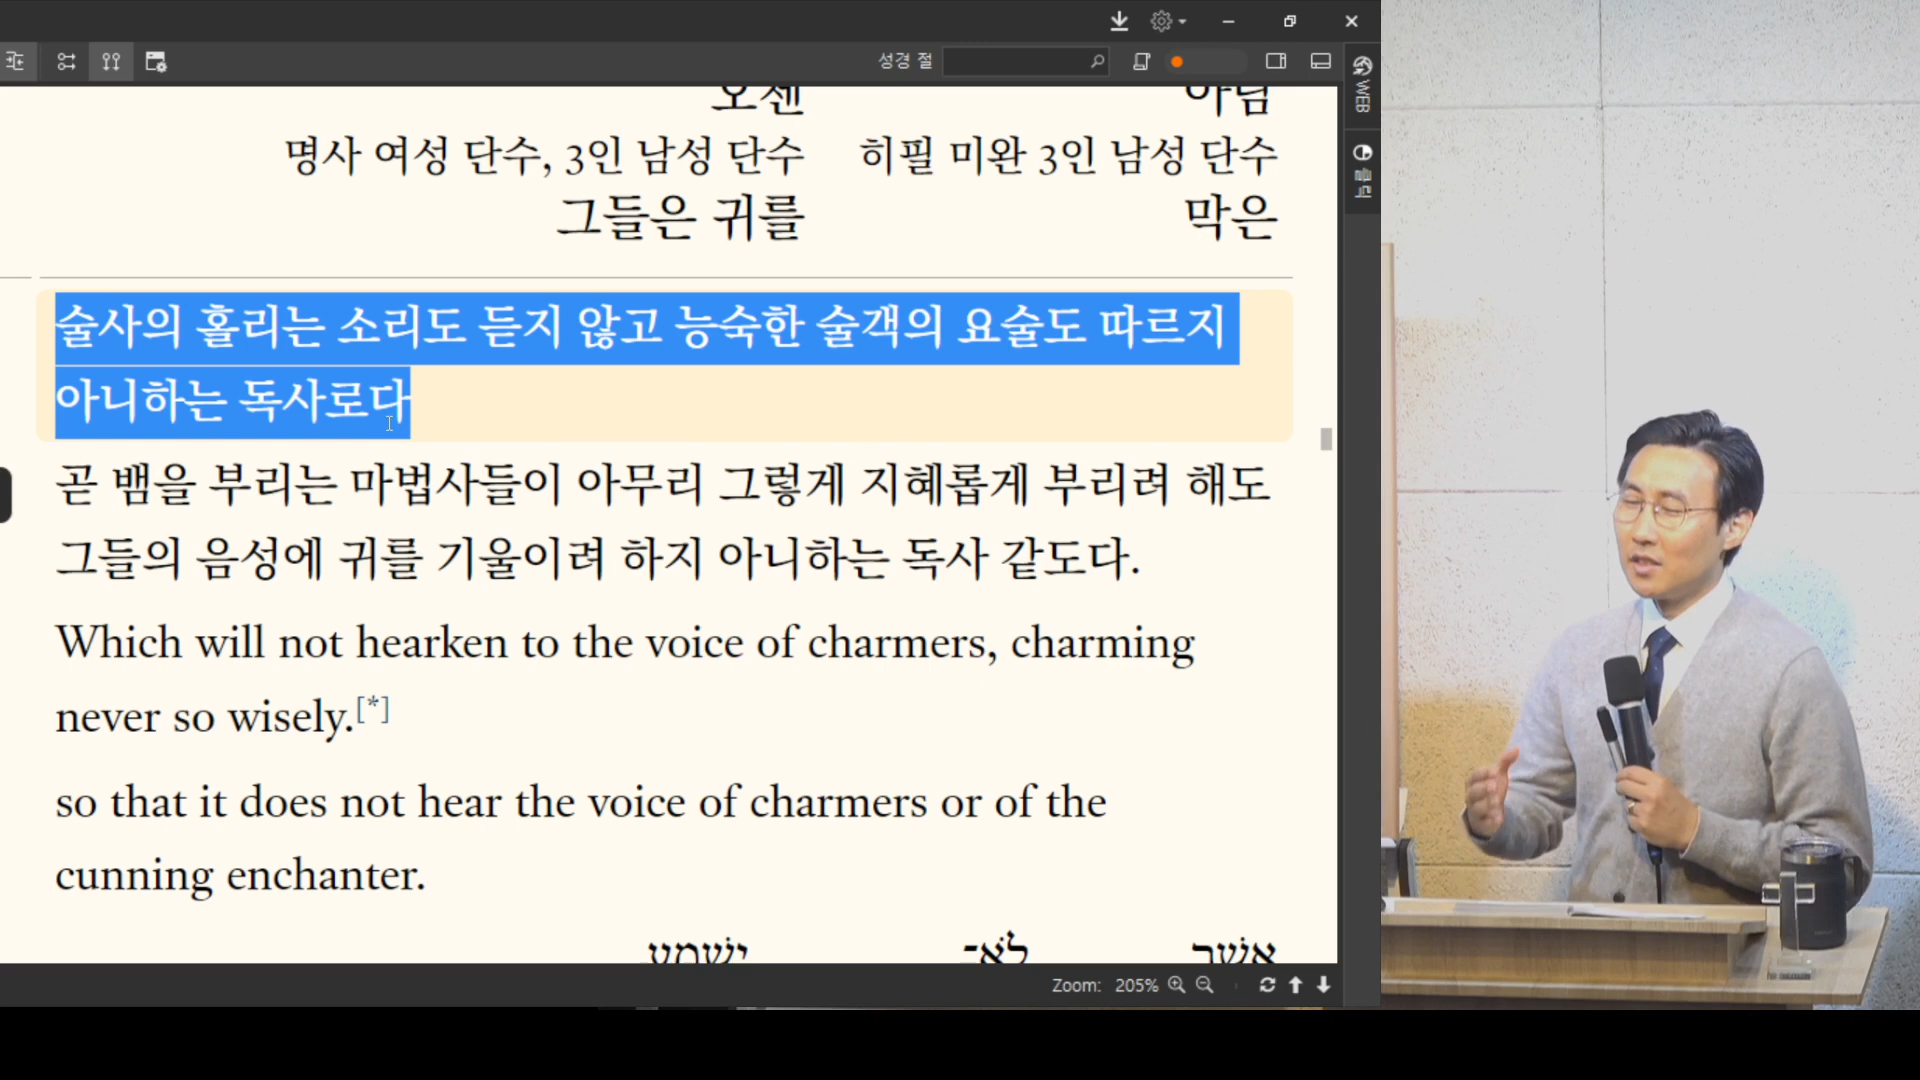 성경 절
WEB
클릭
오젠
명사 여성 단수, 3인 남성 단수
히필 미완 3인 남성 단수
그들은 귀를
막은
술사의 홀리는 소리도 듣지 않고 능숙한 술객의 요술도 따르지
아니하는 독사로다
곧 뱀을 부리는 마법사들이 아무리 그렇게 지혜롭게 부리려 해도
그들의 음성에 귀를 기울이려 하지 아니하는 독사 같도다.
Which will not hearken to the voice of charmers, charming
never so wisely.[*]
so that it does not hear the voice of charmers or of the
cunning enchanter.
אֲשֶׁר לֹא־ יִשְׁמַע
Zoom: 205%